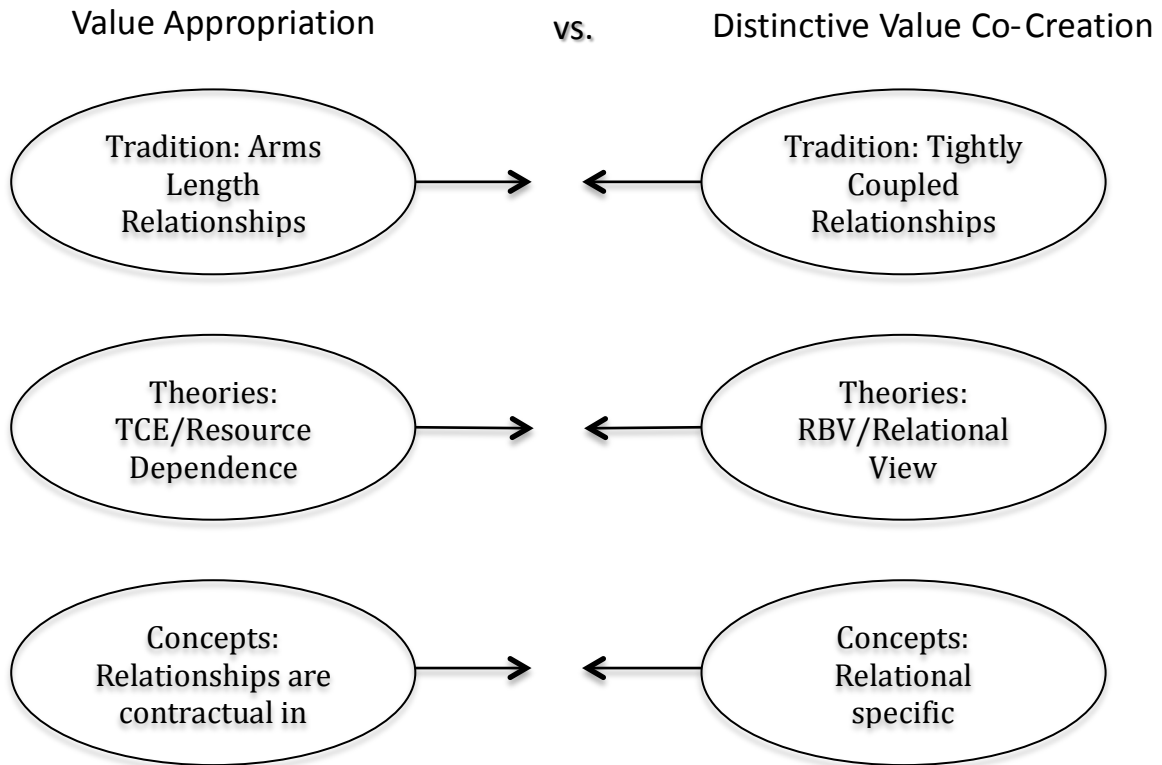 Value Appropriation vs. Distinctive Value Co-Creation
Tradition: Arms
Length
Relationships
Tradition: Tightly
Coupled
Relationships
Theories:
TCE/Resource
Dependence
Theories:
RBV/Relational
View
Concepts:
Relationships are
contractual in
Concepts:
Relational
specific